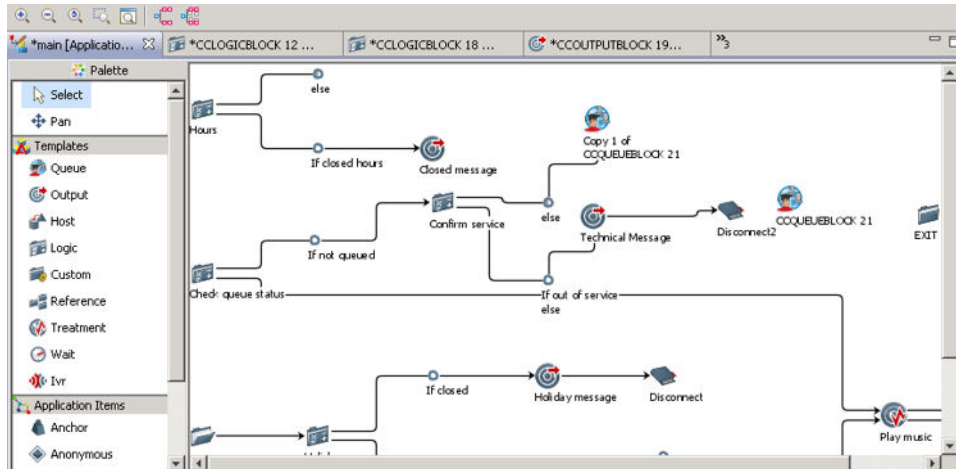 *main [Applicatio...
*CCLOGICBLOCK 12 ...
*CCLOGICBLOCK 18 ...
*CCOUTPUTBLOCK 19...
»3
Palette
Select
Pan
Templates
Queue
Output
Host
Logic
Custom
Reference
Treatment
Wait
Ivr
Application Items
Anchor
Anonymous
else
Hours
If closed hours
Closed message
Copy 1 of
CCQUEUEBLOCK 21
Confirm service
else
Technical Message
Disconnect2
CCQUEUEBLOCK 21
EXIT
If not queued
Check queue status
If out of service
else
If closed
Holiday message
Disconnect
Play music